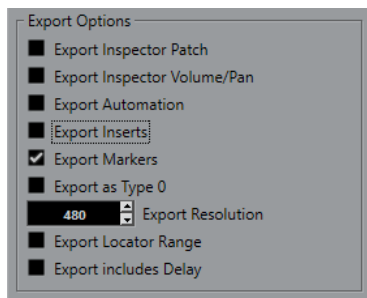 Export Options
Export Inspector Patch
Export Inspector Volume/Pan
Export Automation
Export Inserts
Export Markers
Export as Type 0
480 Export Resolution
Export Locator Range
Export includes Delay